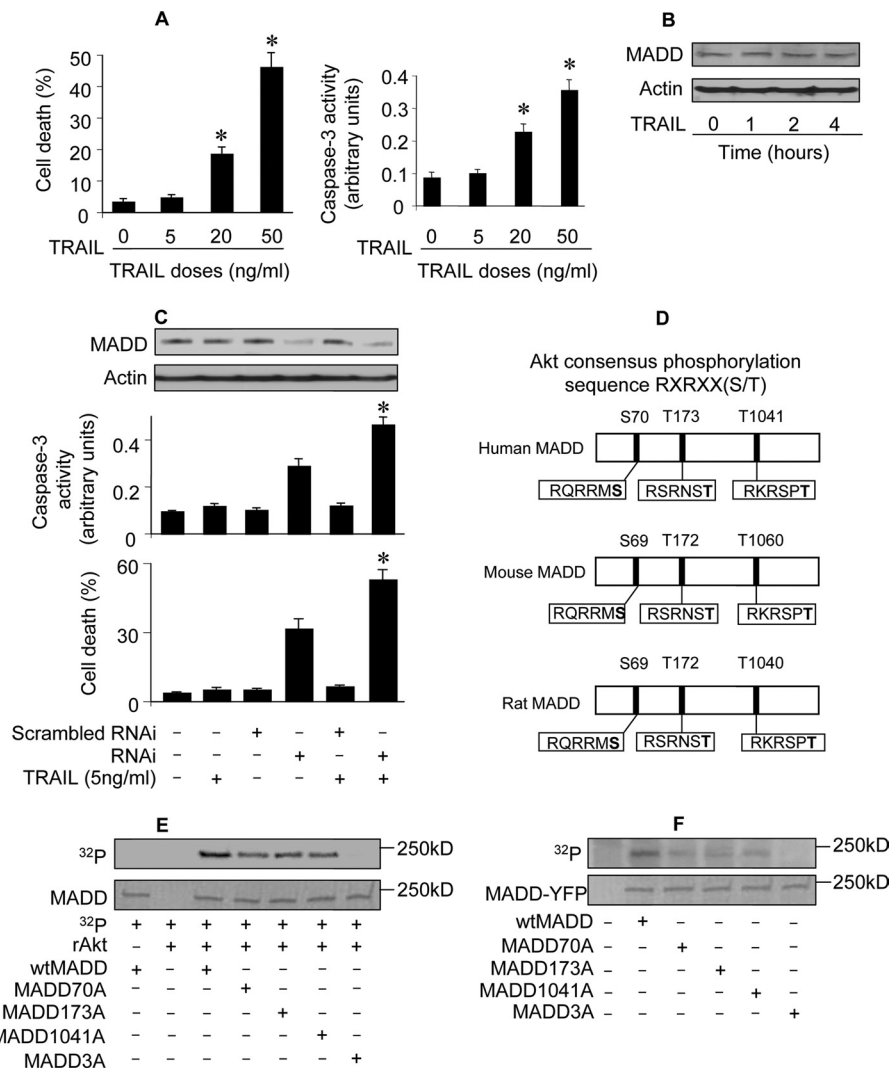 A
Cell death (%)
50
40
30
20
10
0
*
*
TRAIL 0 5 20 50
TRAIL doses (ng/ml)
Caspase-3 activity
(arbitrary units)
0.4
0.3
0.2
0.1
0
*
*
TRAIL 0 5 20 50
TRAIL doses (ng/ml)
B
MADD
Actin
TRAIL 0 1 2 4
Time (hours)
C
MADD
Actin
Caspase-3
activity
(arbitrary units)
0.4
0.2
0
*
Cell death (%)
60
30
0
*
Scrambled RNAi – – + – + –
RNAi – – – + – +
TRAIL (5ng/ml) – + – – + +
D
Akt consensus phosphorylation
sequence RXRXX(S/T)
S70 T173 T1041
Human MADD
RQRRMS RSRNST RKRSPT
S69 T172 T1060
Mouse MADD
RQRRMS RSRNST RKRSPT
S69 T172 T1040
Rat MADD
RQRRMS RSRNST RKRSPT
E
32P 250kD
MADD 250kD
32P + + + + + + +
rAkt – + + + + + +
wtMADD + – + – – – –
MADD70A – – – + – – –
MADD173A – – – – + – –
MADD1041A – – – – – + –
MADD3A – – – – – – +
F
32P 250kD
MADD-YFP 250kD
wtMADD – + – – – –
MADD70A – – + – – –
MADD173A – – – + – –
MADD1041A – – – – + –
MADD3A – – – – – +